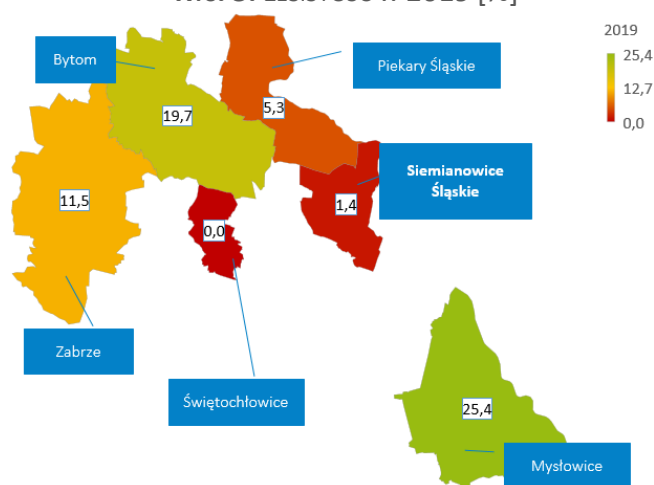 2019
Bytom
Piekary Śląskie
25,4
12,7
0,0
5,3
19,7
Siemianowice
Śląskie
11,5
1,4
0,0
Zabrze
Świętochłowice
25,4
Mysłowice